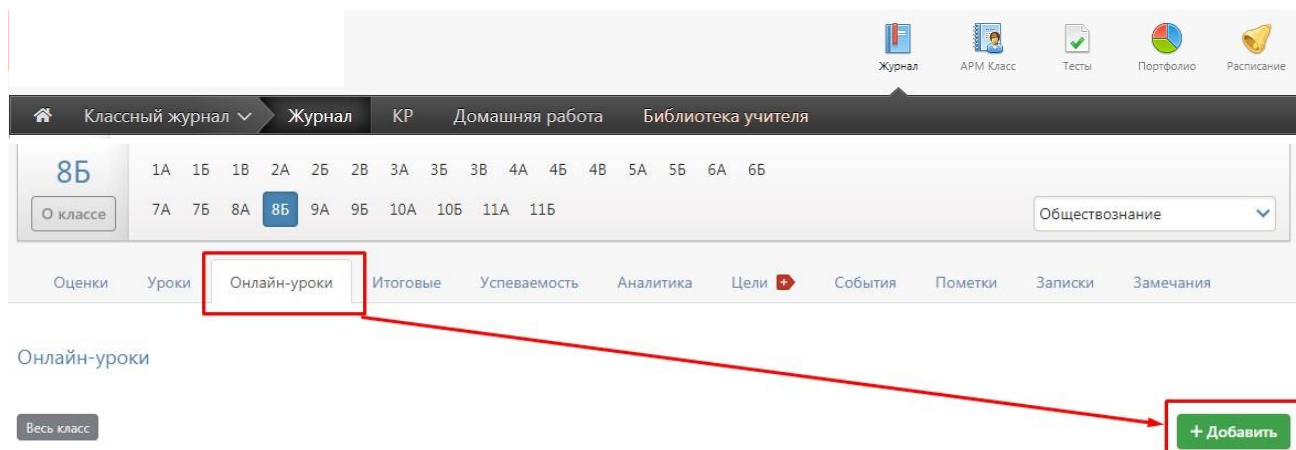 Журнал АРМ Класс Тесты Портфолио Расписание
Классный журнал Журнал КР Домашняя работа Библиотека учителя
8Б 1А 1Б 1В 2А 2Б 2В 3А 3Б 3В 4А 4Б 4В 5А 5Б 6А 6Б
О классе 7А 7Б 8А 8Б 9А 9Б 10А 10Б 11А 11Б Обществознание
Оценки Уроки Онлайн-уроки Итоговые Успеваемость Аналитика Цели + События Пометки Записки Замечания
Онлайн-уроки
Весь класс + Добавить